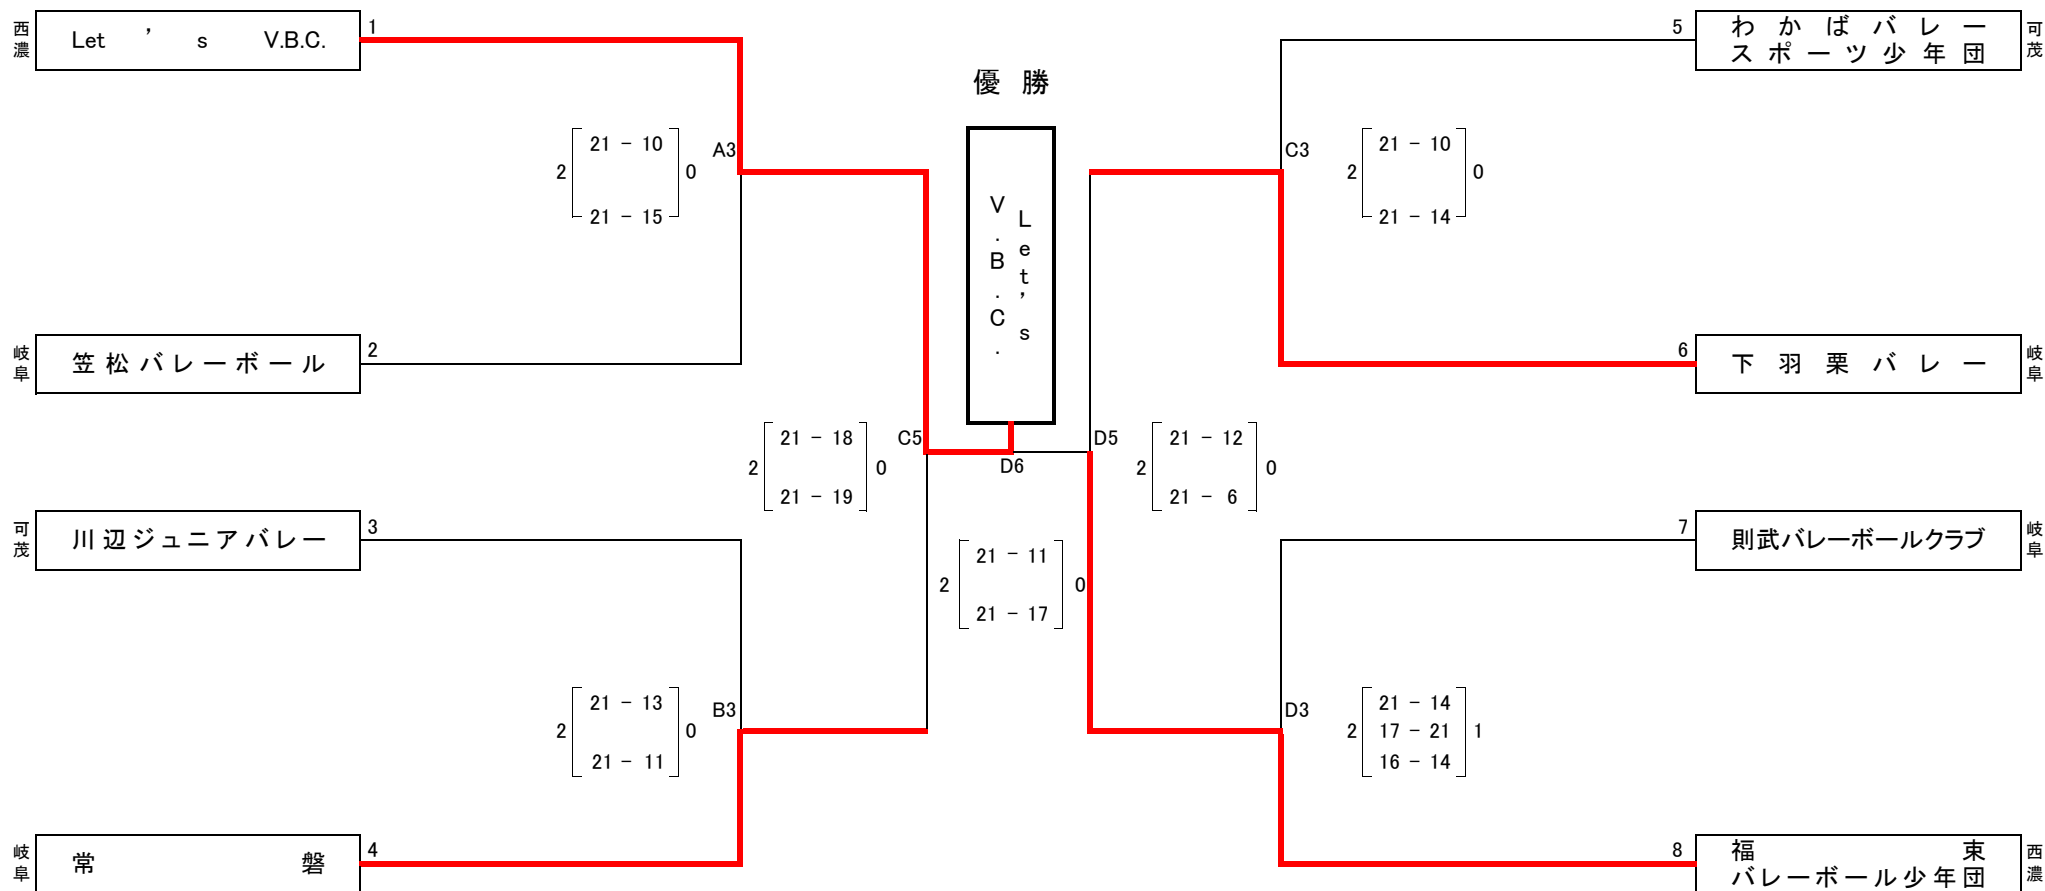 西濃
Let ’ s V.B.C.
1
5
わかばバレー
スポーツ少年団
可茂
優勝
Let’s
V.B.C.
2
21 - 10
21 - 15
0
A3
C3
2
21 - 10
21 - 14
0
岐阜
笠松バレーボール
2
6
下羽栗バレー
岐阜
2
21 - 18
21 - 19
0
C5
D6
D5
2
21 - 12
21 - 6
0
可茂
川辺ジュニアバレー
3
2
21 - 11
21 - 17
0
7
則武バレーボールクラブ
岐阜
2
21 - 13
21 - 11
0
B3
D3
2
21 - 14
17 - 21
16 - 14
1
岐阜
常磐
4
8
福東
バレーボール少年団
西濃